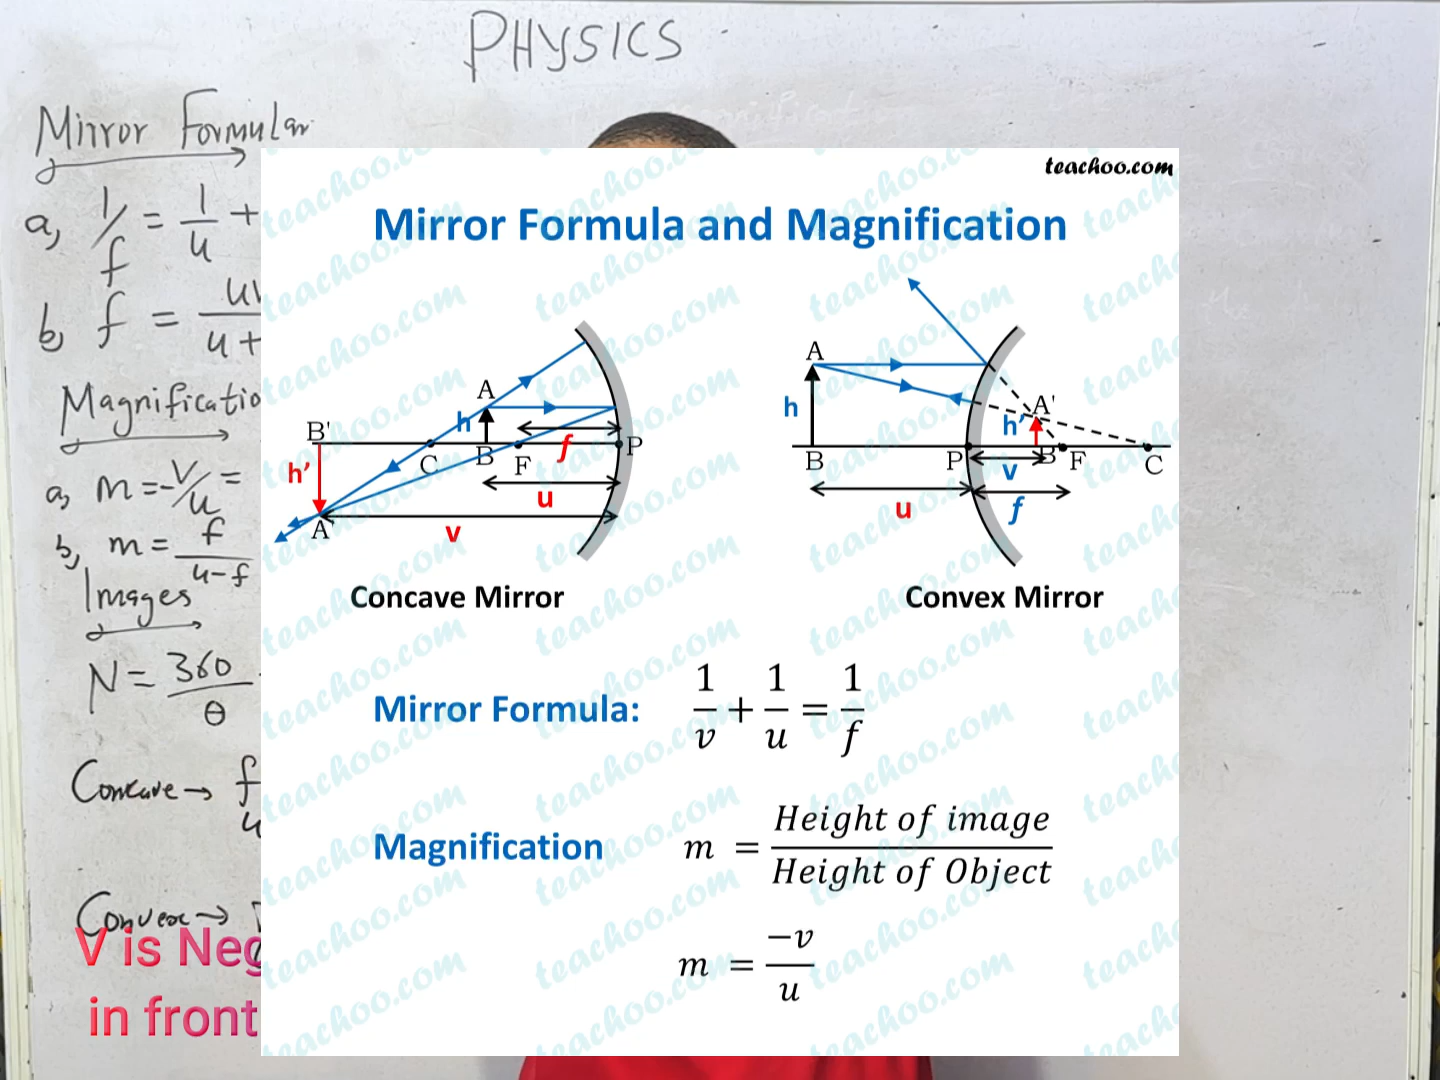 PHYSICS
Mirror Formular
a, 1/f = 1/u +
b, f = uv
u +
Magnificatio
a, m = -v/u =
b, m = f
u-f
Images
N = 360
θ
Concave → f
u
Convex →
V is Neg
in front
teachoo.com
Mirror Formula and Magnification
A
h
B'
h'
C
B
F
f
P
u
A'
v
Concave Mirror
A
h
B
P
A'
h'
B'
F
C
v
u
f
Convex Mirror
Mirror Formula: 1/v + 1/u = 1/f
Magnification m = Height of image / Height of Object
m = -v / u